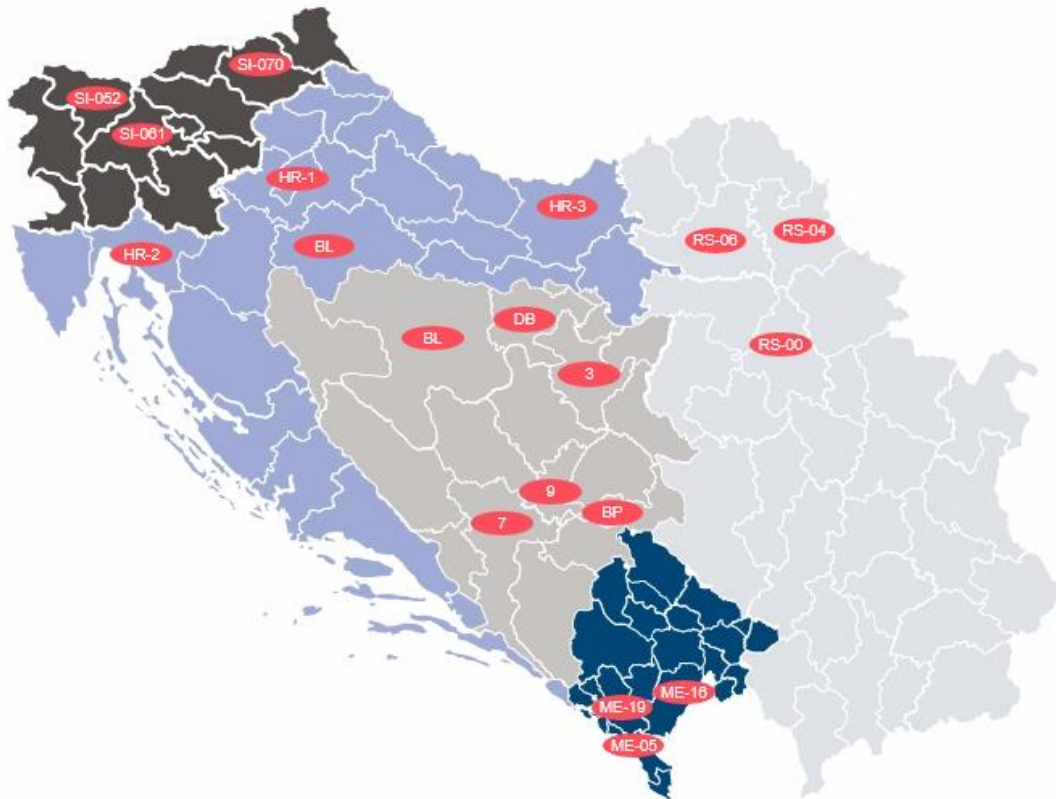 SI-070
SI-052
SI-061
HR-1
HR-3
RS-04
RS-06
BL
HR-2
DB
BL
RS-00
3
9
BP
7
ME-16
ME-19
ME-05